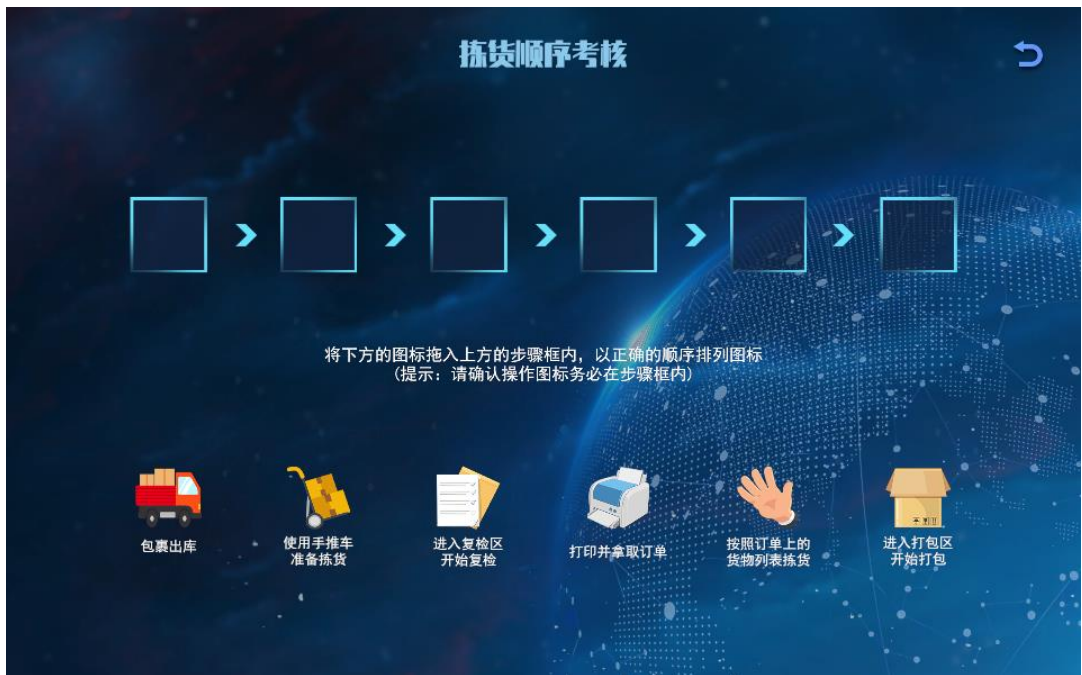 拣货顺序考核
将下方的图标拖入上方的步骤框内，以正确的顺序排列图标
(提示：请确认操作图标务必在步骤框内)
包裹出库
使用手推车
准备拣货
进入复检区
开始复检
打印并拿取订单
按照订单上的
货物列表拣货
进入打包区
开始打包